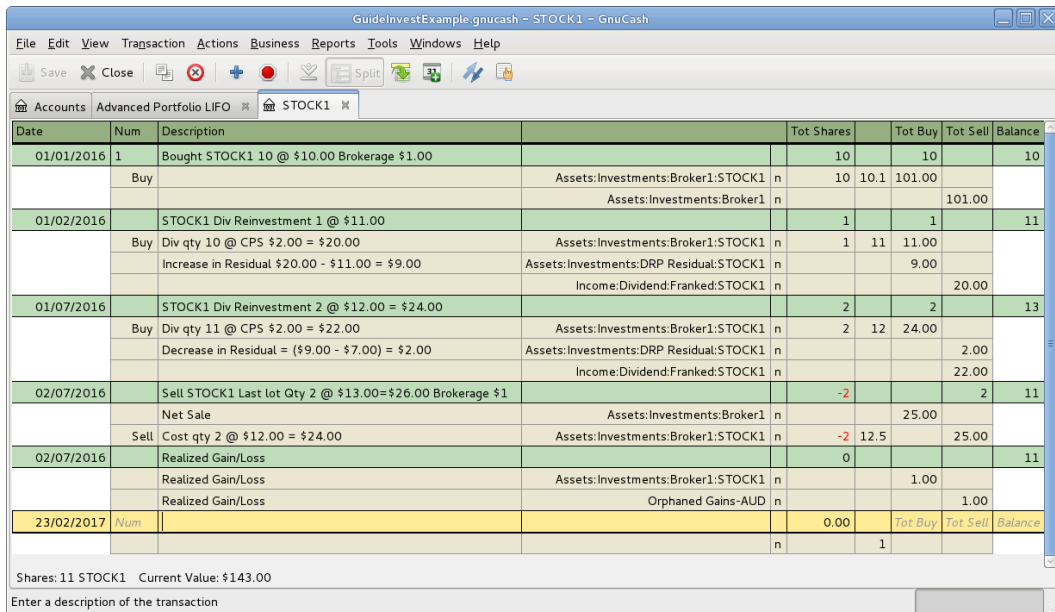 GuideInvestExample.gnucash – STOCK1 – GnuCash
File Edit View Transaction Actions Business Reports Tools Windows Help
Save Close Split
Accounts Advanced Portfolio LIFO STOCK1
Date Num Description Tot Shares Tot Buy Tot Sell Balance
01/01/2016 1 Bought STOCK1 10 @ $10.00 Brokerage $1.00 10 10 10
Buy Assets:Investments:Broker1:STOCK1 n 10 10.1 101.00
Assets:Investments:Broker1 n 101.00
01/02/2016 STOCK1 Div Reinvestment 1 @ $11.00 1 1 11
Buy Div qty 10 @ CPS $2.00 = $20.00 Assets:Investments:Broker1:STOCK1 n 1 11 11.00
Increase in Residual $20.00 - $11.00 = $9.00 Assets:Investments:DRP Residual:STOCK1 n 9.00
Income:Dividend:Franked:STOCK1 n 20.00
01/07/2016 STOCK1 Div Reinvestment 2 @ $12.00 = $24.00 2 2 13
Buy Div qty 11 @ CPS $2.00 = $22.00 Assets:Investments:Broker1:STOCK1 n 2 12 24.00
Decrease in Residual = ($9.00 - $7.00) = $2.00 Assets:Investments:DRP Residual:STOCK1 n 2.00
Income:Dividend:Franked:STOCK1 n 22.00
02/07/2016 Sell STOCK1 Last lot Qty 2 @ $13.00=$26.00 Brokerage $1 -2 2 11
Net Sale Assets:Investments:Broker1 n 25.00
Sell Cost qty 2 @ $12.00 = $24.00 Assets:Investments:Broker1:STOCK1 n -2 12.5 25.00
02/07/2016 Realized Gain/Loss 0 11
Realized Gain/Loss Assets:Investments:Broker1:STOCK1 n 1.00
Realized Gain/Loss Orphaned Gains-AUD n 1.00
23/02/2017 Num 0.00 Tot Buy Tot Sell Balance
n 1
Shares: 11 STOCK1 Current Value: $143.00
Enter a description of the transaction